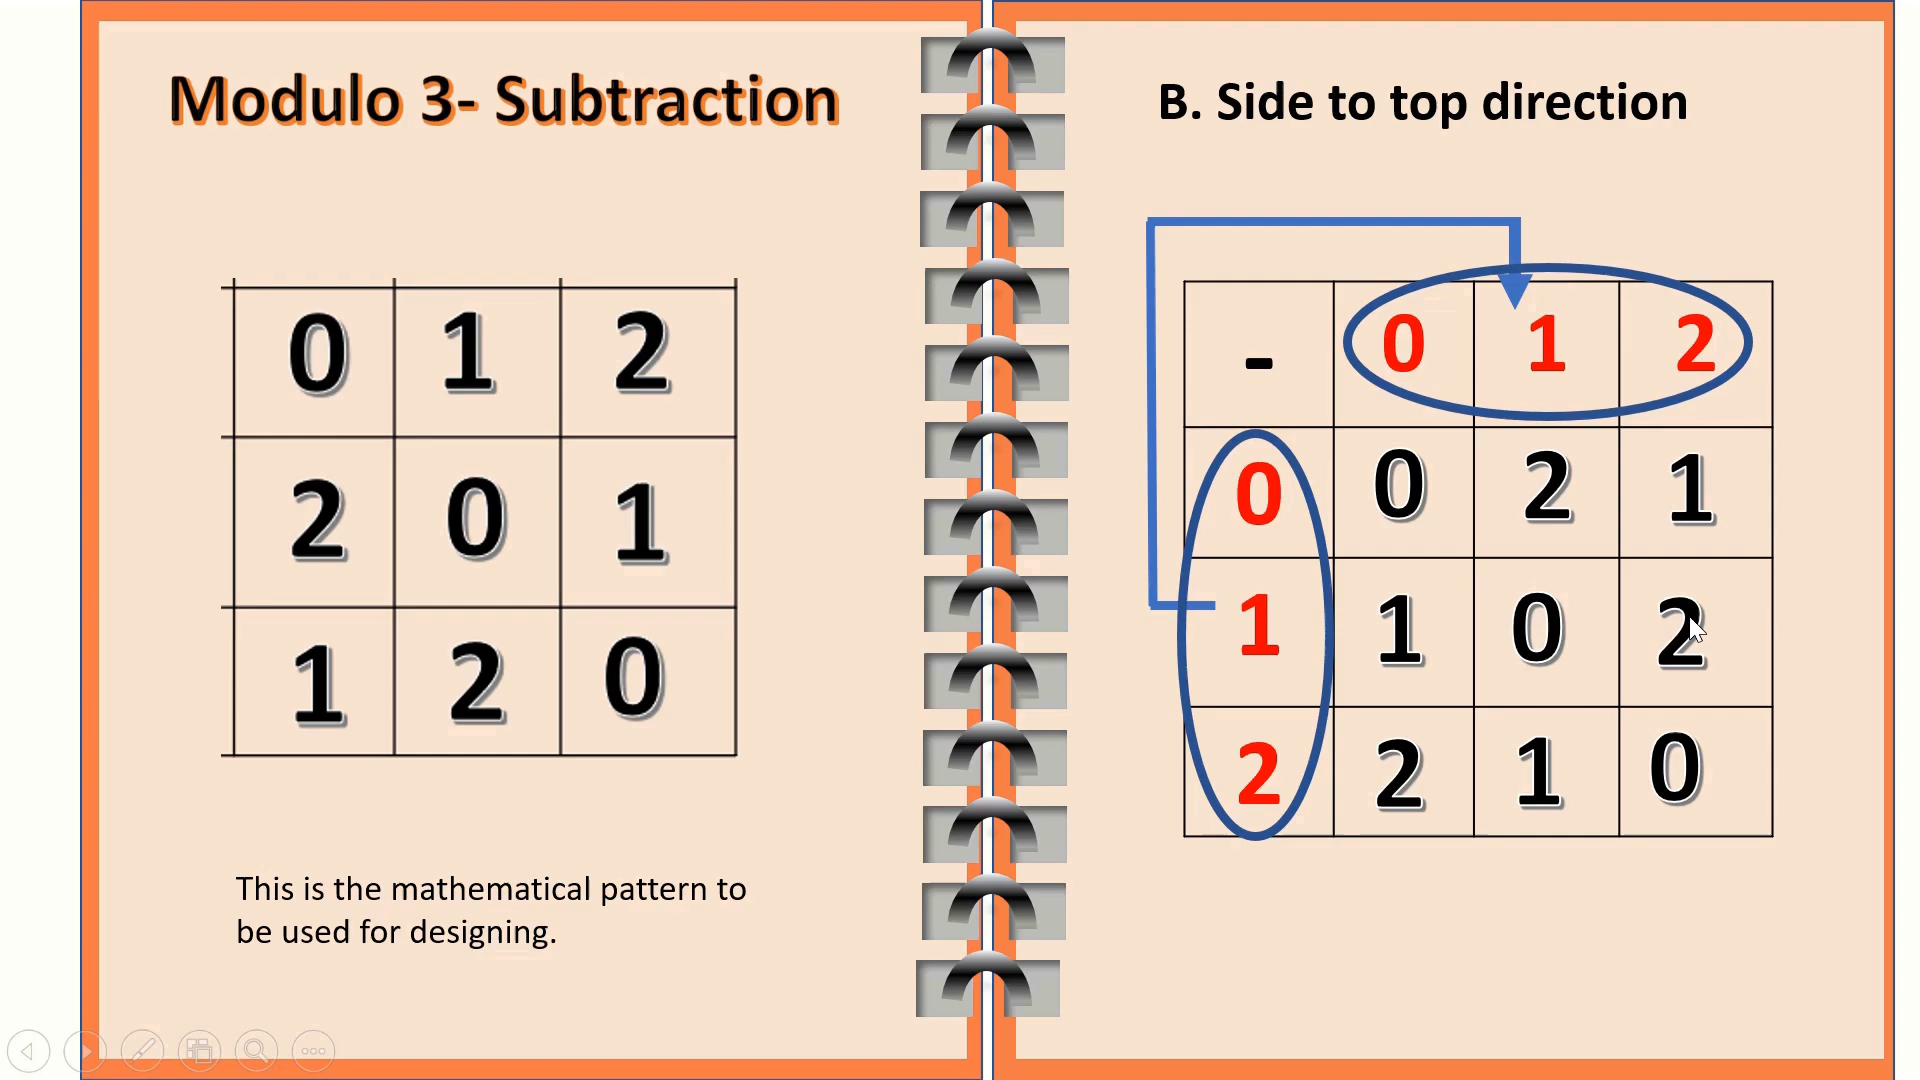 Modulo 3- Subtraction
0 1 2
2 0 1
1 2 0
This is the mathematical pattern to
be used for designing.
B. Side to top direction
- 0 1 2
0 0 2 1
1 1 0 2
2 2 1 0